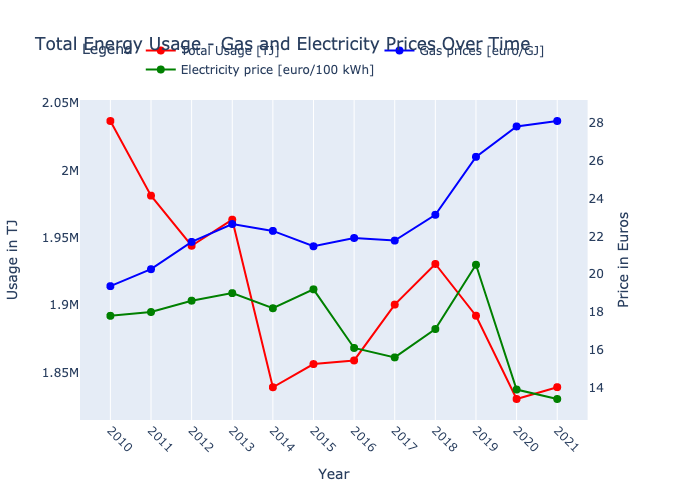 Total Energy Usage - Gas and Electricity Prices Over Time
Legend
Total Usage [TJ]
Gas prices [euro/GJ]
Electricity price [euro/100 kWh]
2.05M
2M
1.95M
1.9M
1.85M
28
26
24
22
20
18
16
14
Usage in TJ
Price in Euros
2010
2011
2012
2013
2014
2015
2016
2017
2018
2019
2020
2021
Year